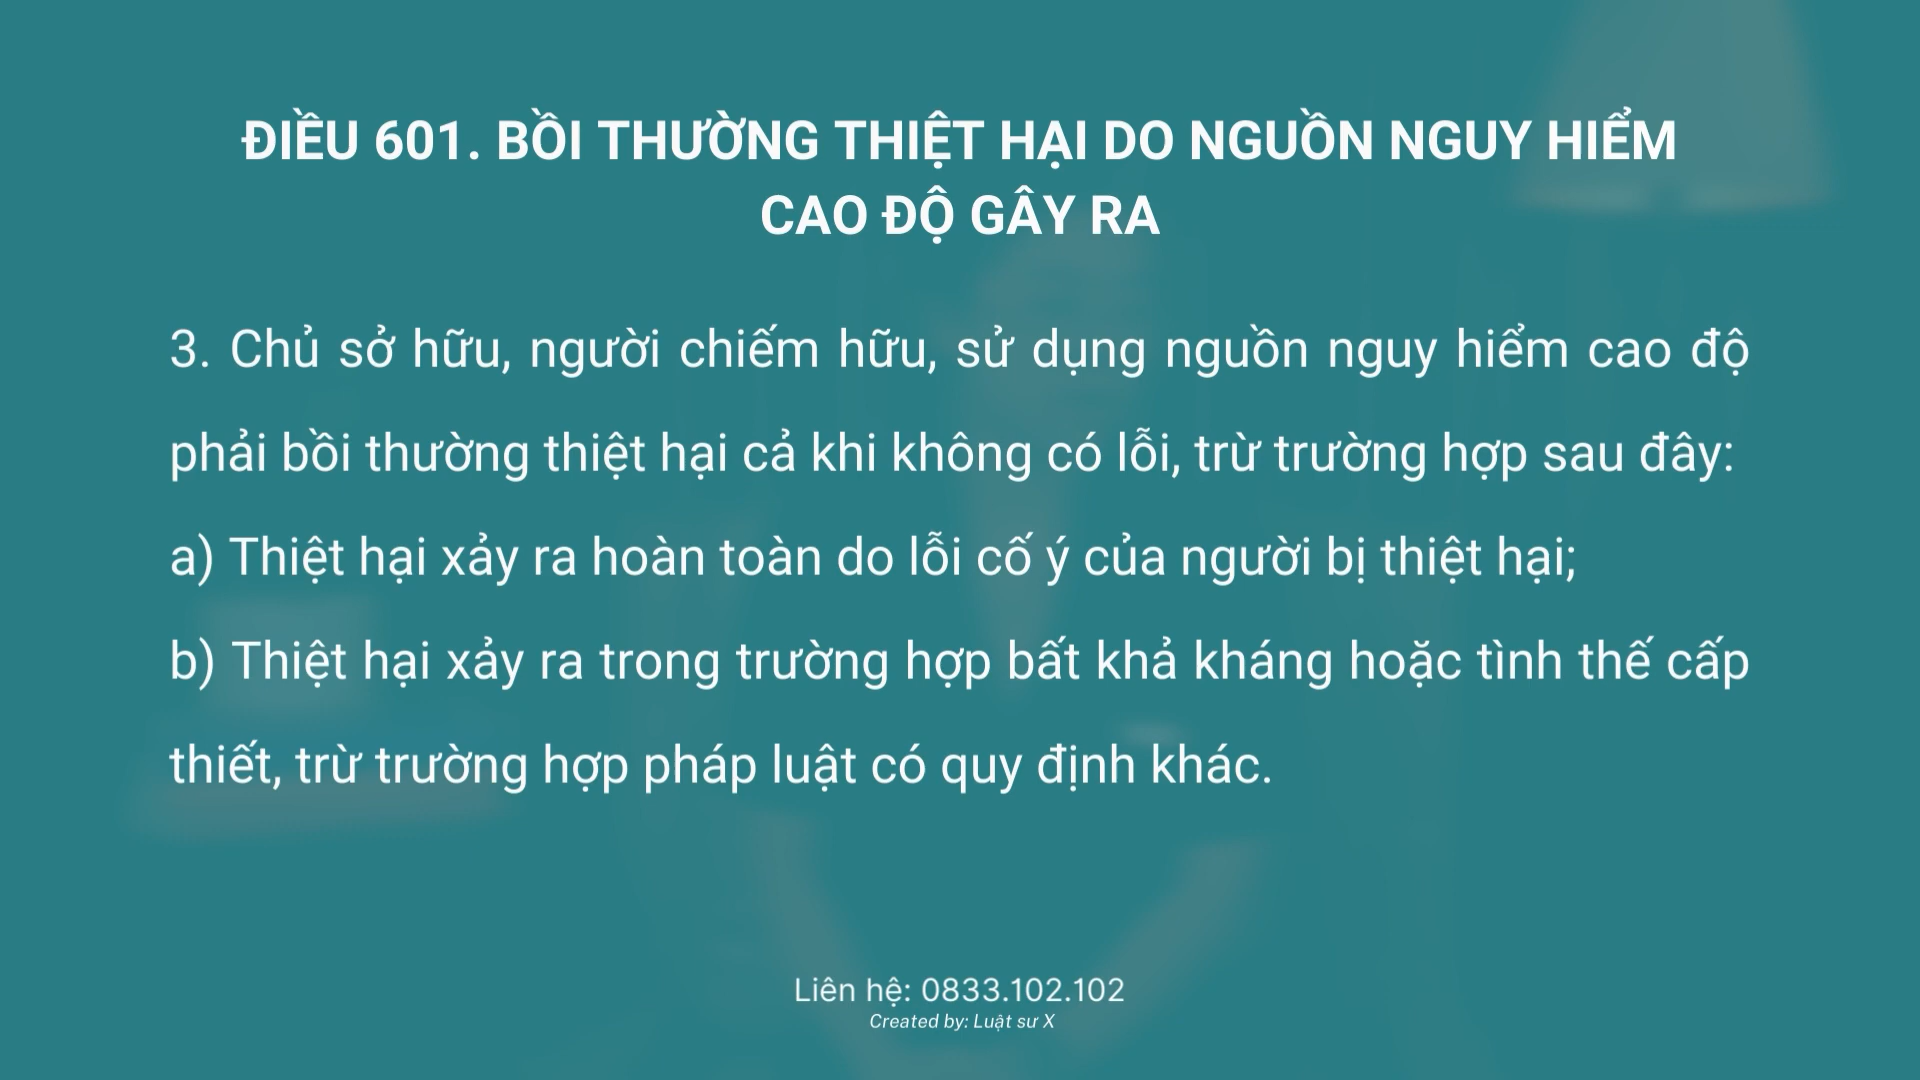 ĐIỀU 601. BỒI THƯỜNG THIỆT HẠI DO NGUỒN NGUY HIỂM
CAO ĐỘ GÂY RA
3. Chủ sở hữu, người chiếm hữu, sử dụng nguồn nguy hiểm cao độ
phải bồi thường thiệt hại cả khi không có lỗi, trừ trường hợp sau đây:
a) Thiệt hại xảy ra hoàn toàn do lỗi cố ý của người bị thiệt hại;
b) Thiệt hại xảy ra trong trường hợp bất khả kháng hoặc tình thế cấp
thiết, trừ trường hợp pháp luật có quy định khác.
Liên hệ: 0833.102.102
Created by: Luật sư X